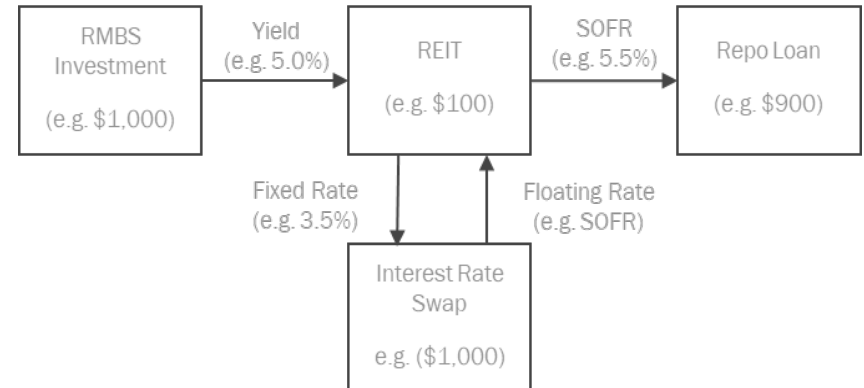 RMBS
Investment
(e.g. $1,000)
Yield
(e.g. 5.0%)
REIT
(e.g. $100)
SOFR
(e.g. 5.5%)
Repo Loan
(e.g. $900)
Fixed Rate
(e.g. 3.5%)
Floating Rate
(e.g. SOFR)
Interest Rate
Swap
e.g. ($1,000)